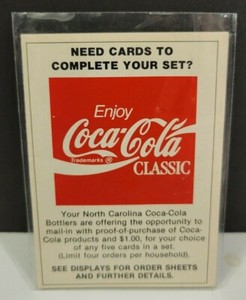 NEED CARDS TO
COMPLETE YOUR SET?
Enjoy
Coca-Cola
Trademark®
CLASSIC
Your North Carolina Coca-Cola
Bottlers are offering the opportunity to
mail-in with proof-of-purchase of Coca-
Cola products and $1.00, for your choice
of any five cards in a set.
(Limit four orders per household).
SEE DISPLAYS FOR ORDER SHEETS
AND FURTHER DETAILS.